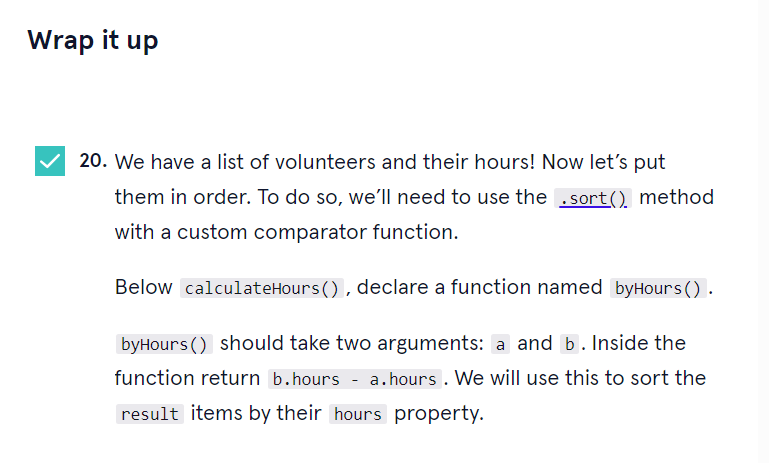 Wrap it up
20. We have a list of volunteers and their hours! Now let’s put
them in order. To do so, we’ll need to use the .sort() method
with a custom comparator function.
Below calculateHours(), declare a function named byHours().
byHours() should take two arguments: a and b. Inside the
function return b.hours - a.hours. We will use this to sort the
result items by their hours property.